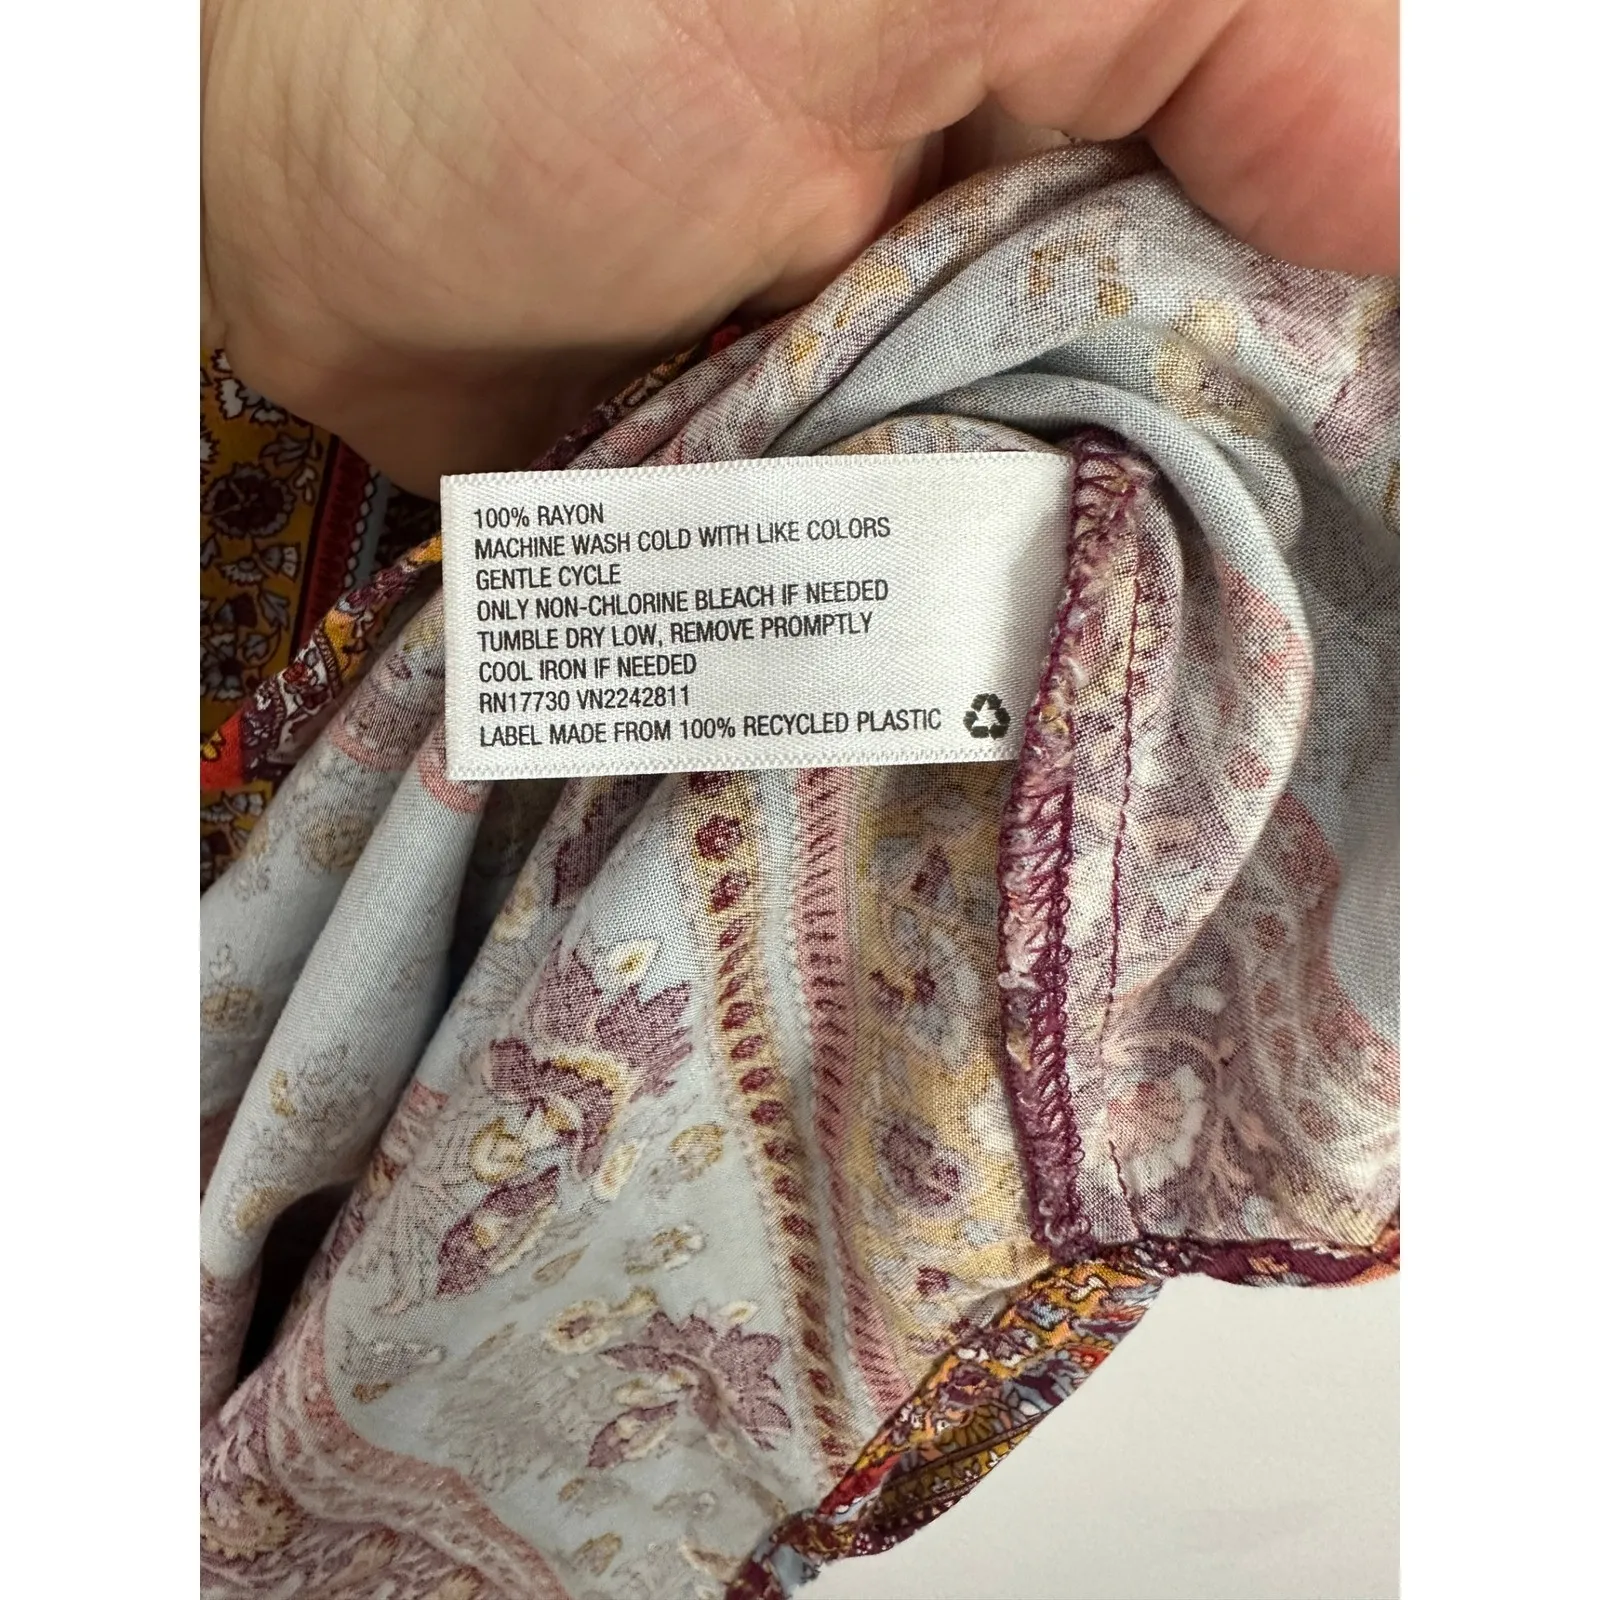 100% RAYON
MACHINE WASH COLD WITH LIKE COLORS
GENTLE CYCLE
ONLY NON-CHLORINE BLEACH IF NEEDED
TUMBLE DRY LOW, REMOVE PROMPTLY
COOL IRON IF NEEDED
RN17730 VN2242811
LABEL MADE FROM 100% RECYCLED PLASTIC